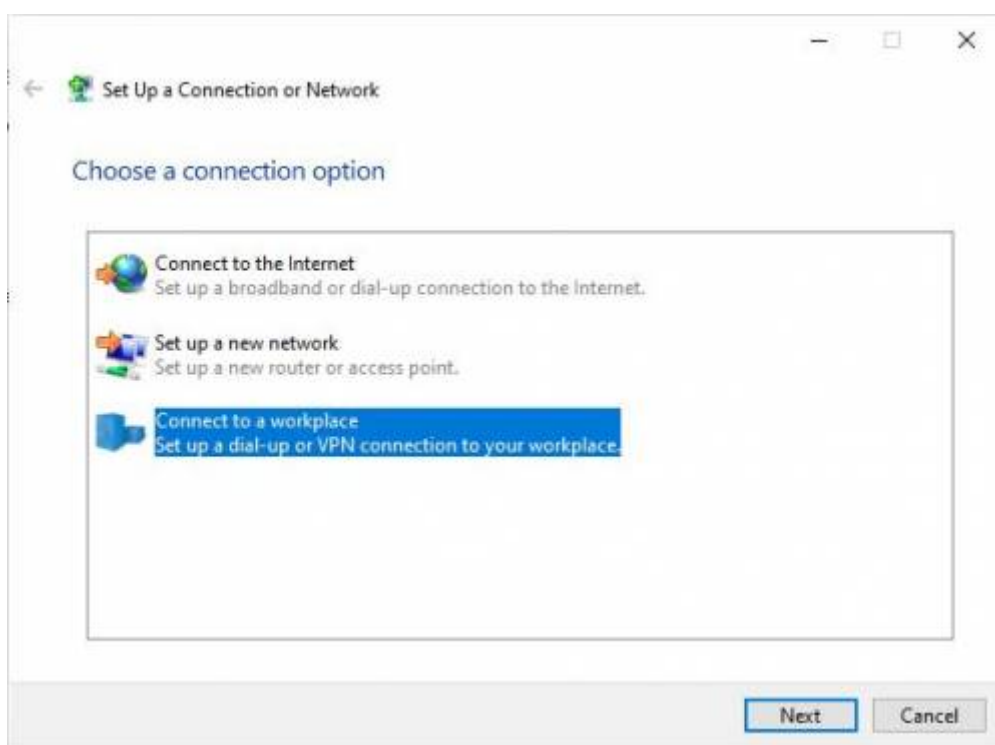 Set Up a Connection or Network
Choose a connection option
Connect to the Internet
Set up a broadband or dial-up connection to the Internet.
Set up a new network
Set up a new router or access point.
Connect to a workplace
Set up a dial-up or VPN connection to your workplace.
Next Cancel